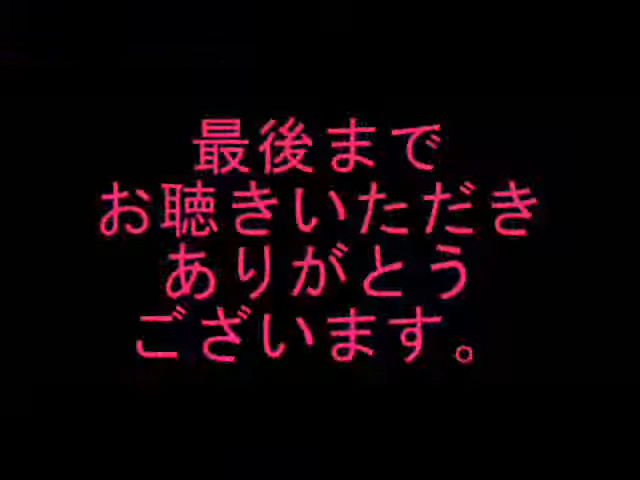 最後まで
お聴きいただき
ありがとう
ございます。